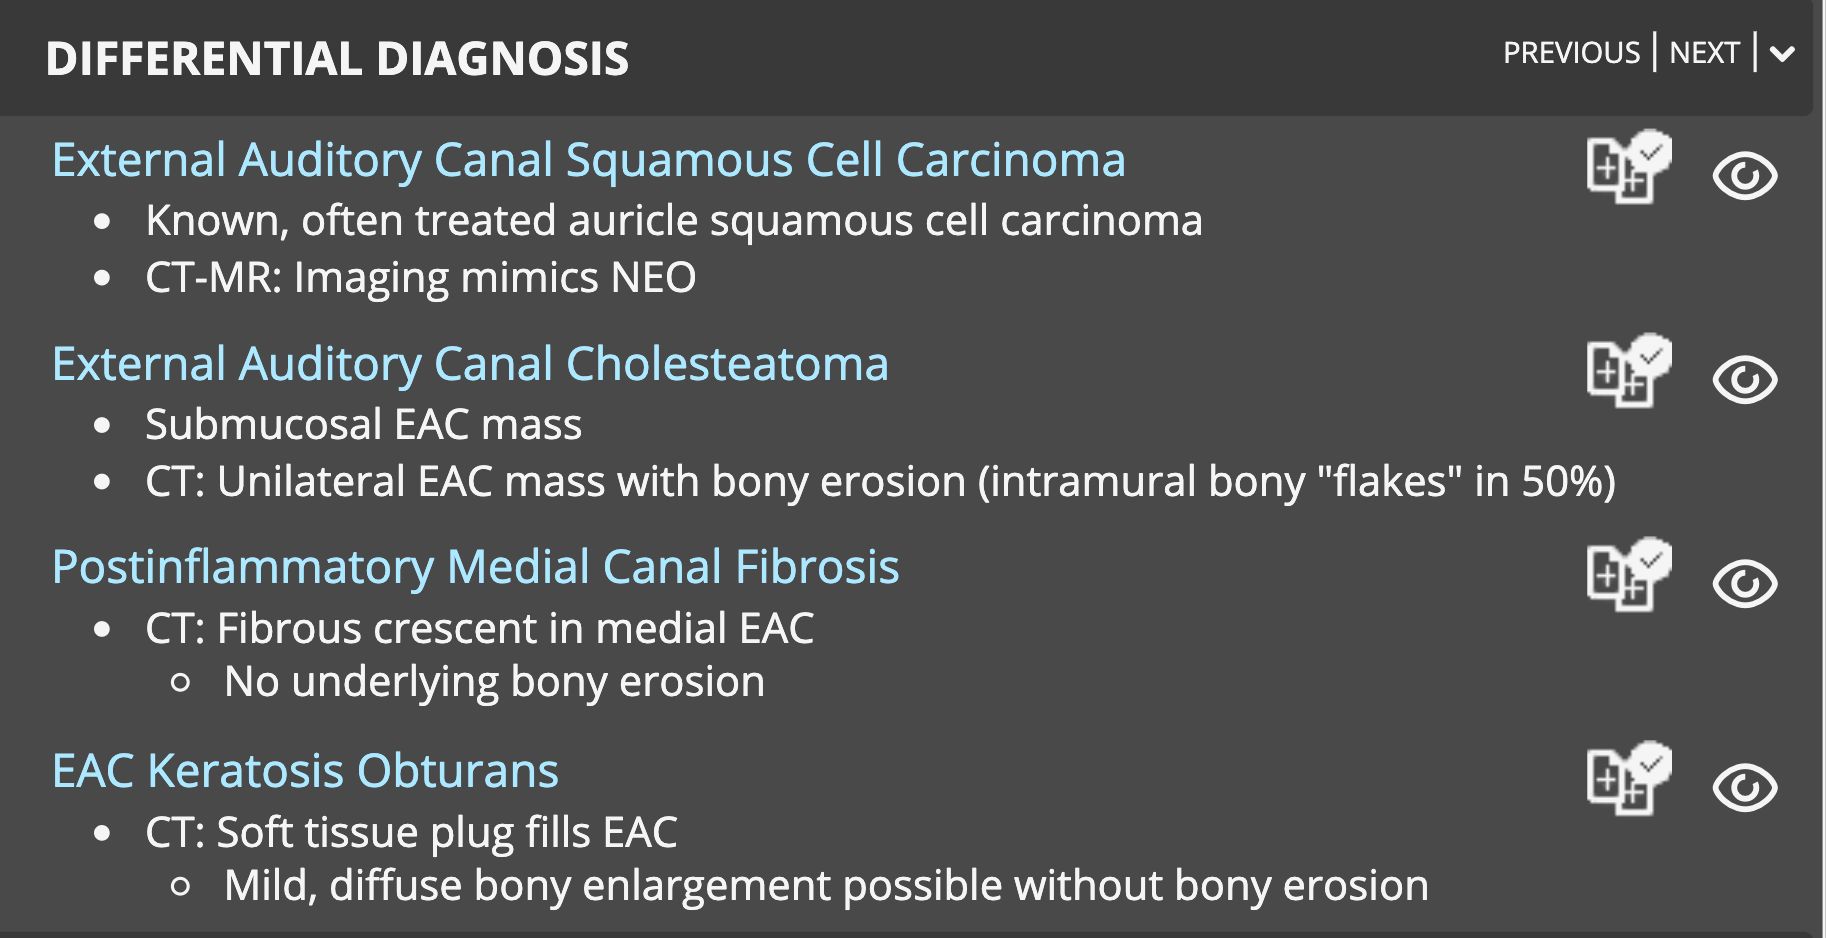 DIFFERENTIAL DIAGNOSIS
PREVIOUS | NEXT |
External Auditory Canal Squamous Cell Carcinoma
• Known, often treated auricle squamous cell carcinoma
• CT-MR: Imaging mimics NEO
External Auditory Canal Cholesteatoma
• Submucosal EAC mass
• CT: Unilateral EAC mass with bony erosion (intramural bony "flakes" in 50%)
Postinflammatory Medial Canal Fibrosis
• CT: Fibrous crescent in medial EAC
○ No underlying bony erosion
EAC Keratosis Obturans
• CT: Soft tissue plug fills EAC
○ Mild, diffuse bony enlargement possible without bony erosion